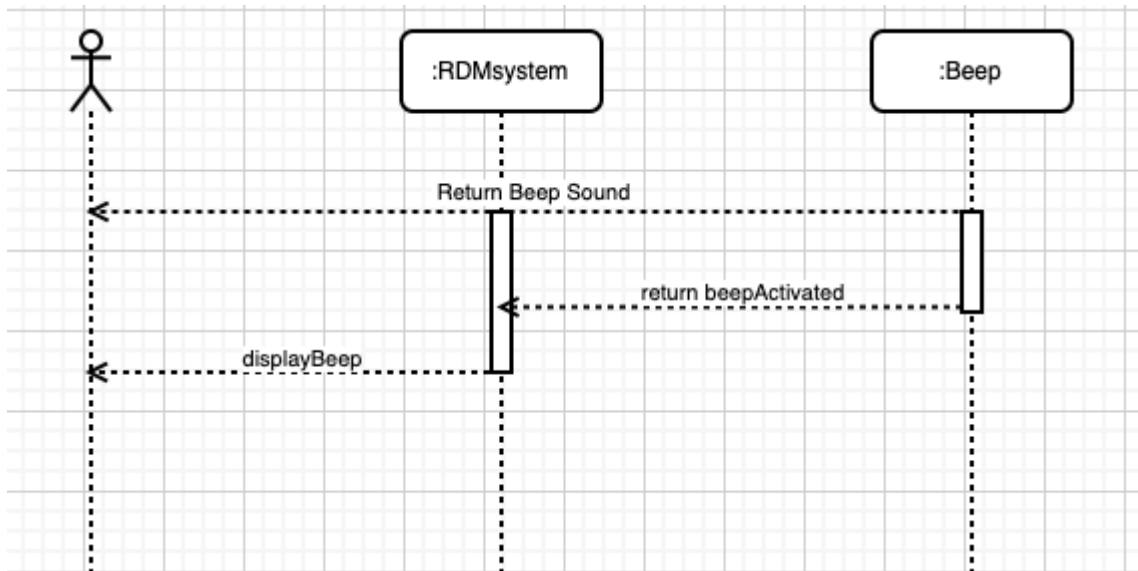 :RDMsystem
:Beep
Return Beep Sound
return beepActivated
displayBeep